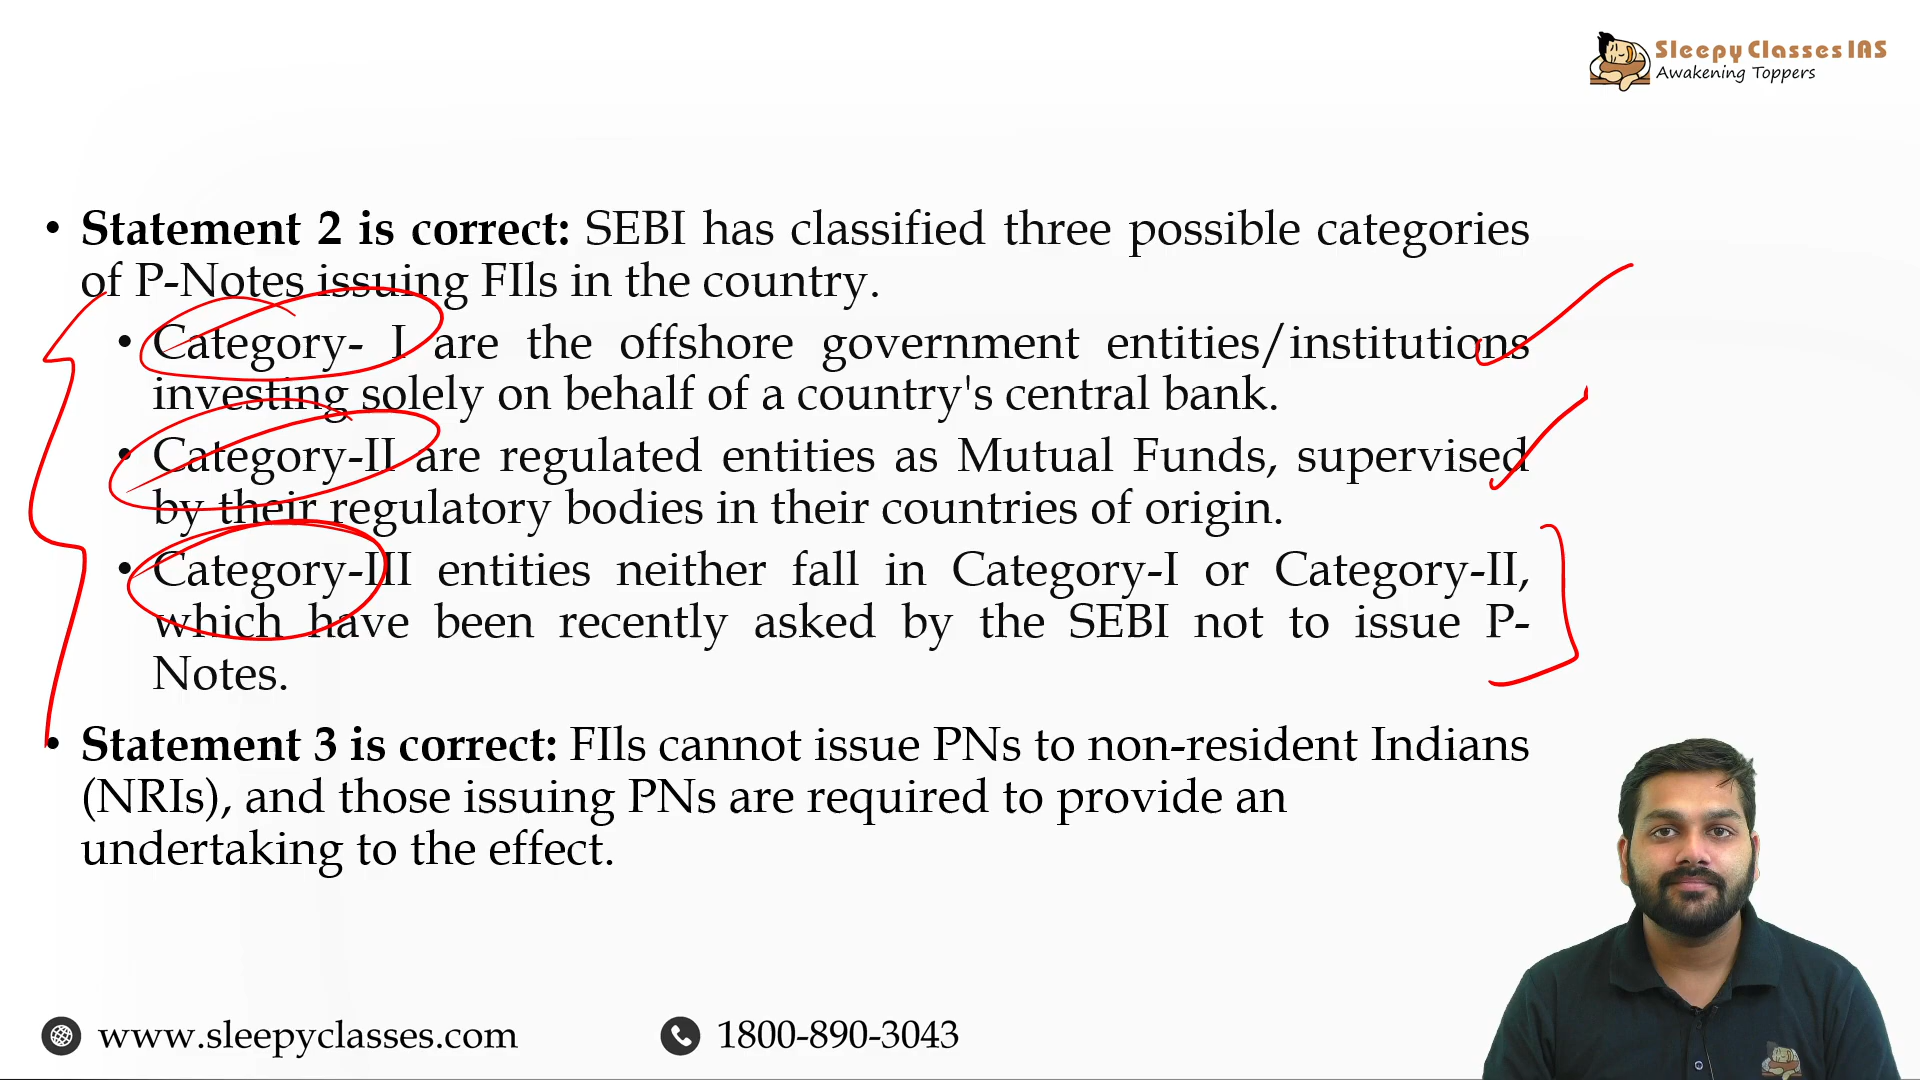 Sleepy Classes IAS
Awakening Toppers
• Statement 2 is correct: SEBI has classified three possible categories
of P-Notes issuing FIIs in the country.
• Category- I are the offshore government entities/institutions
investing solely on behalf of a country's central bank.
• Category-II are regulated entities as Mutual Funds, supervised
by their regulatory bodies in their countries of origin.
• Category-III entities neither fall in Category-I or Category-II,
which have been recently asked by the SEBI not to issue P-
Notes.
• Statement 3 is correct: FIIs cannot issue PNs to non-resident Indians
(NRIs), and those issuing PNs are required to provide an
undertaking to the effect.
www.sleepyclasses.com
1800-890-3043